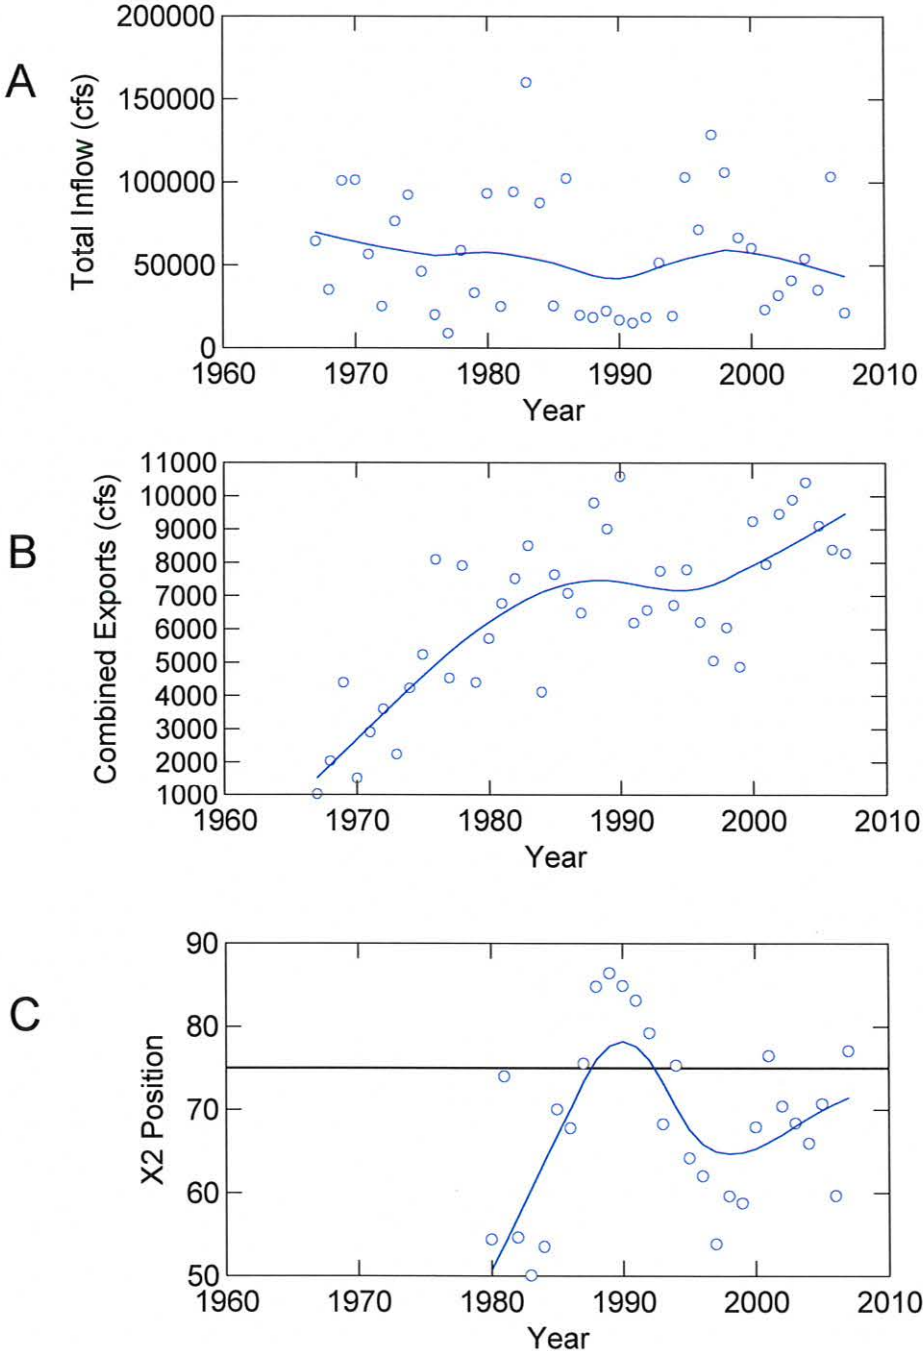 A
Total Inflow (cfs)
200000
150000
100000
50000
0
1960 1970 1980 1990 2000 2010
Year
B
Combined Exports (cfs)
11000
10000
9000
8000
7000
6000
5000
4000
3000
2000
1000
1960 1970 1980 1990 2000 2010
Year
C
X2 Position
90
80
70
60
50
1960 1970 1980 1990 2000 2010
Year